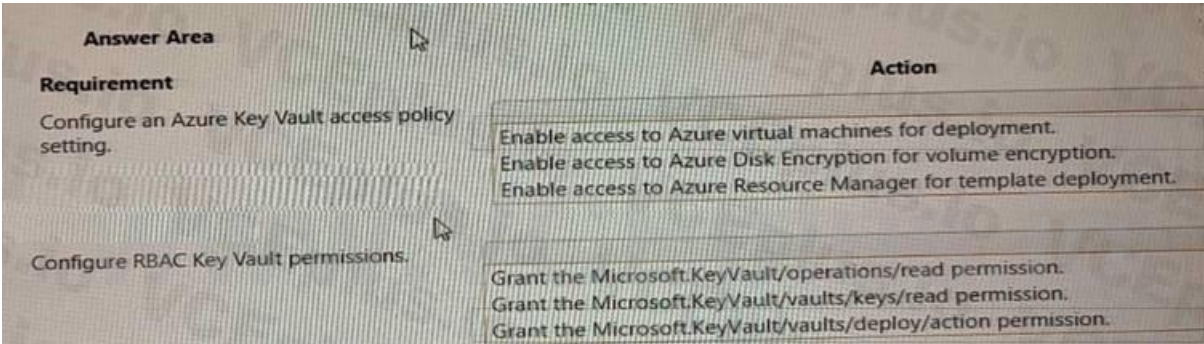 Answer Area
Requirement
Action
Configure an Azure Key Vault access policy
setting.
Enable access to Azure virtual machines for deployment.
Enable access to Azure Disk Encryption for volume encryption.
Enable access to Azure Resource Manager for template deployment.
Configure RBAC Key Vault permissions.
Grant the Microsoft.KeyVault/operations/read permission.
Grant the Microsoft.KeyVault/vaults/keys/read permission.
Grant the Microsoft.KeyVault/vaults/deploy/action permission.